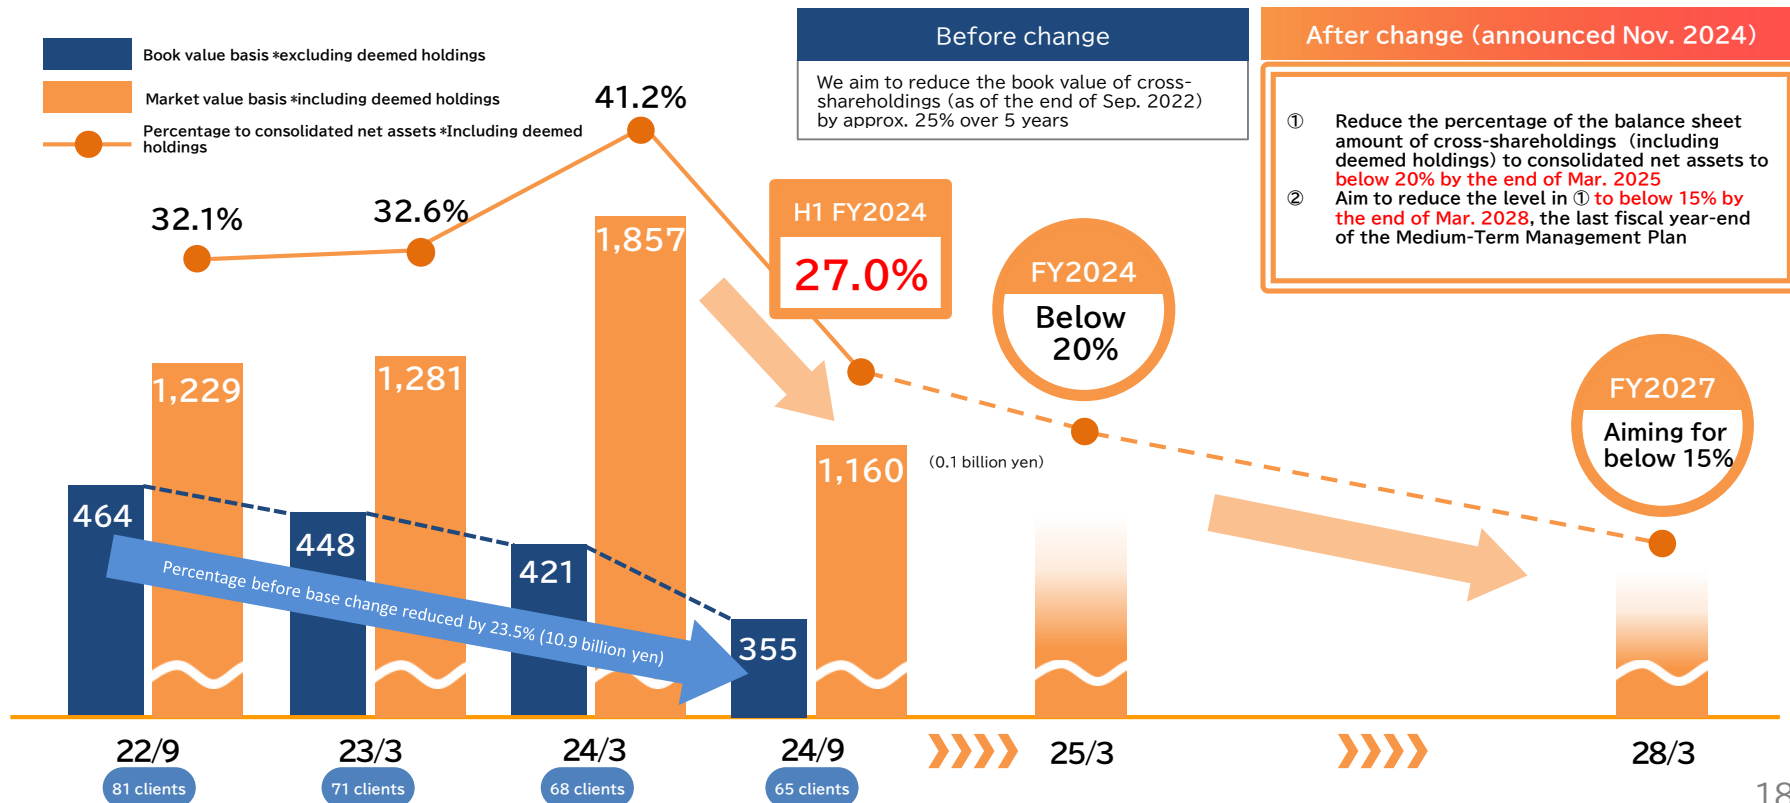 Book value basis *excluding deemed holdings
Market value basis *including deemed holdings
Percentage to consolidated net assets *Including deemed
holdings
Before change
We aim to reduce the book value of cross-
shareholdings (as of the end of Sep. 2022)
by approx. 25% over 5 years
After change (announced Nov. 2024)
① Reduce the percentage of the balance sheet
amount of cross-shareholdings (including
deemed holdings) to consolidated net assets to
below 20% by the end of Mar. 2025
② Aim to reduce the level in ① to below 15% by
the end of Mar. 2028, the last fiscal year-end
of the Medium-Term Management Plan
32.1%
32.6%
41.2%
H1 FY2024
27.0%
FY2024
Below
20%
FY2027
Aiming for
below 15%
464
1,229
448
1,281
421
1,857
355
1,160
(0.1 billion yen)
Percentage before base change reduced by 23.5% (10.9 billion yen)
22/9
23/3
24/3
24/9
25/3
28/3
81 clients
71 clients
68 clients
65 clients
18